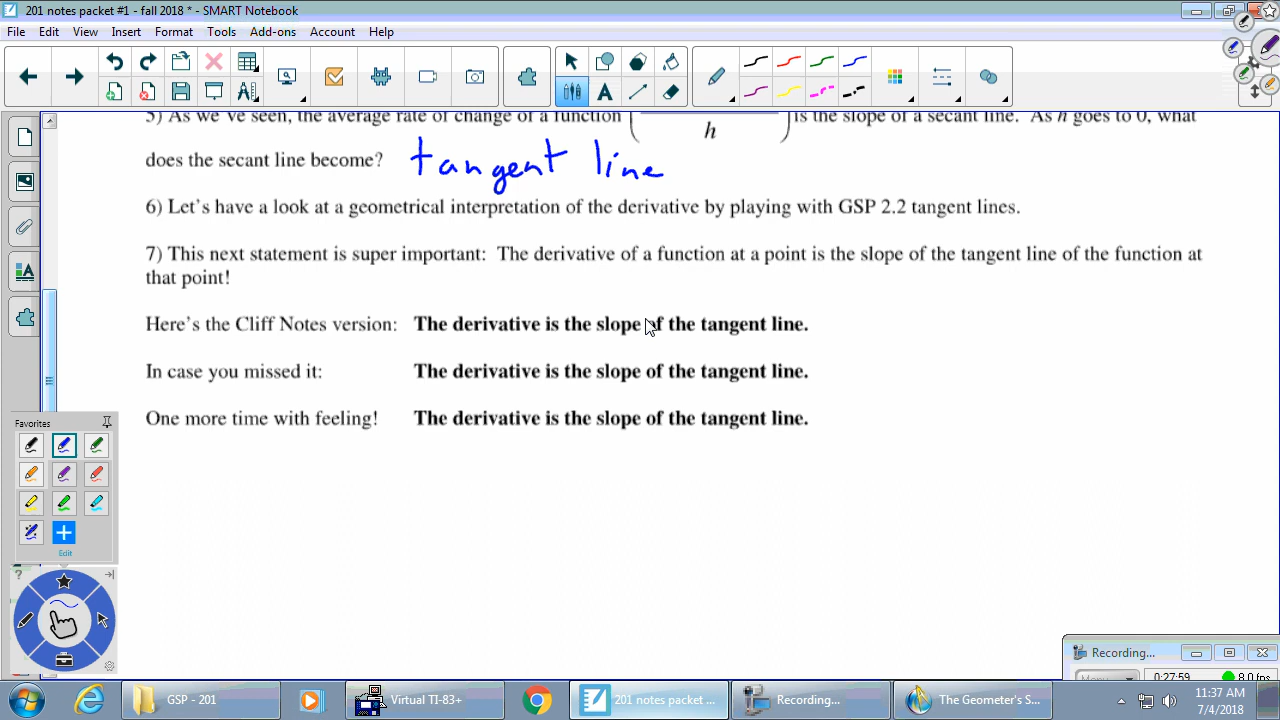 201 notes packet #1 - fall 2018 * - SMART Notebook
File Edit View Insert Format Tools Add-ons Account Help
5) As we've seen, the average rate of change of a function ( h ) is the slope of a secant line. As h goes to 0, what
does the secant line become? tangent line
6) Let's have a look at a geometrical interpretation of the derivative by playing with GSP 2.2 tangent lines.
7) This next statement is super important: The derivative of a function at a point is the slope of the tangent line of the function at
that point!
Here's the Cliff Notes version: The derivative is the slope of the tangent line.
In case you missed it: The derivative is the slope of the tangent line.
One more time with feeling! The derivative is the slope of the tangent line.
Favorites
Edit
?
Recording...
Menu
0:27:59 8.0 fps
GSP - 201
Virtual TI-83+
201 notes packet ...
Recording...
The Geometer's S...
11:37 AM
7/4/2018